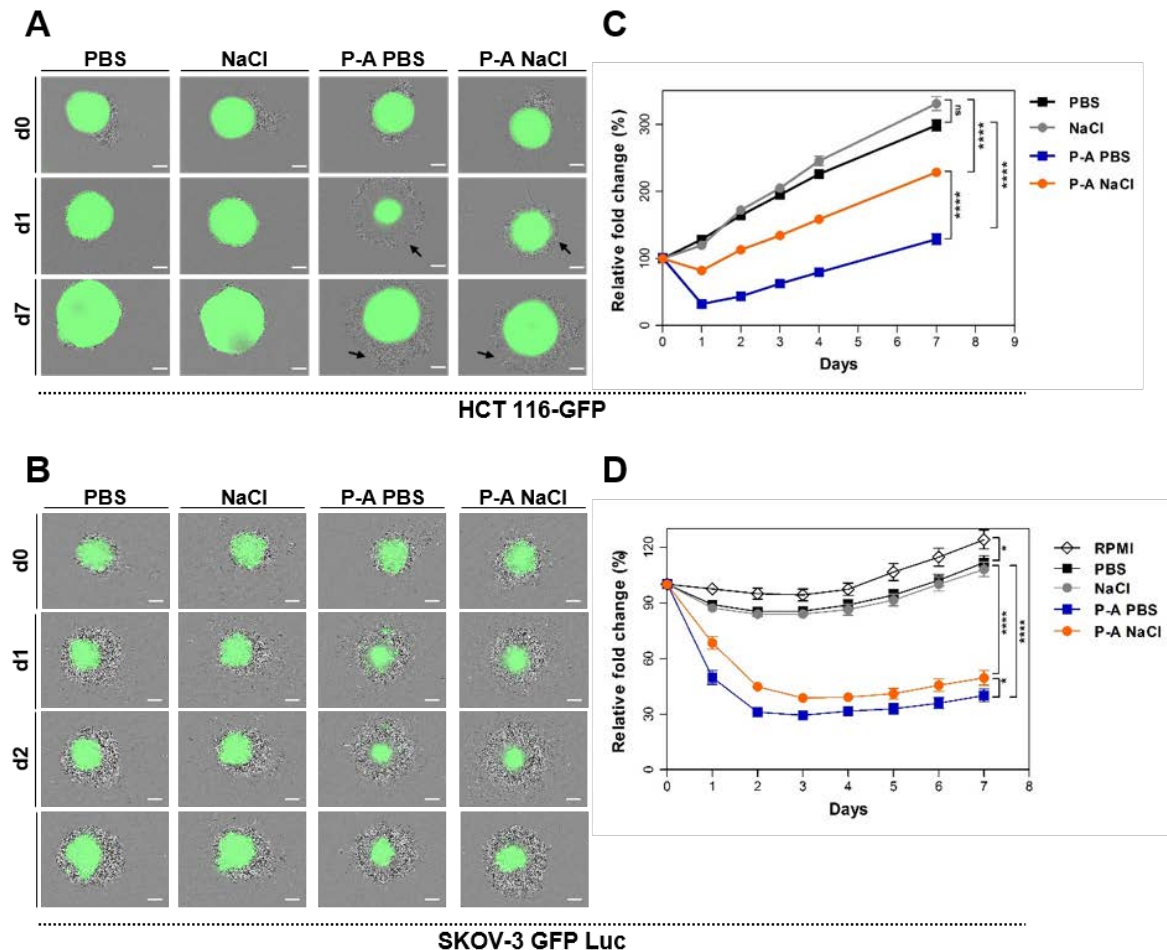 A
PBS NaCl P-A PBS P-A NaCl
d0
d1
d7
HCT 116-GFP
C
Relative fold change (%)
300
200
100
0
0 1 2 3 4 5 6 7 8 9
Days
ns
****
****
****
PBS
NaCl
P-A PBS
P-A NaCl
B
PBS NaCl P-A PBS P-A NaCl
d0
d1
d2
SKOV-3 GFP Luc
D
Relative fold change (%)
120
90
60
30
0
0 1 2 3 4 5 6 7 8
Days
*
****
****
*
RPMI
PBS
NaCl
P-A PBS
P-A NaCl